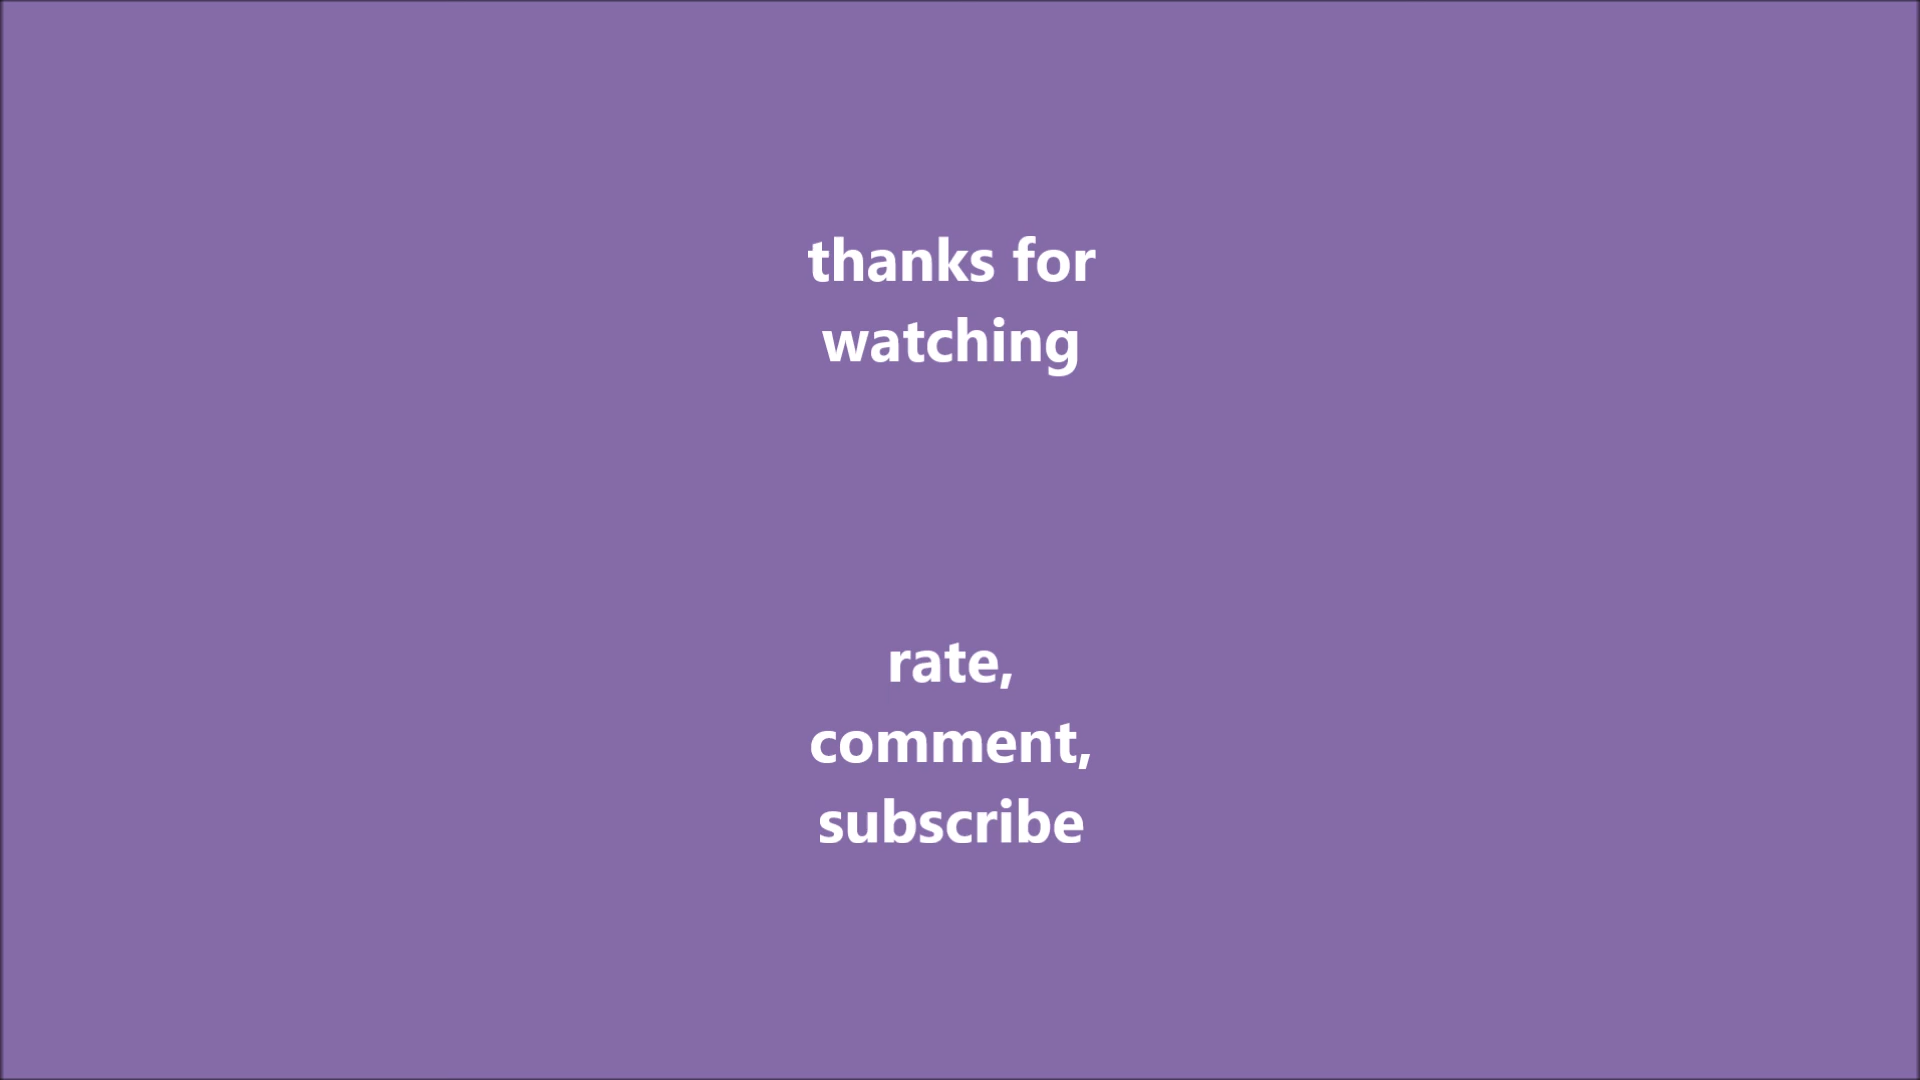 thanks for
watching
rate,
comment,
subscribe